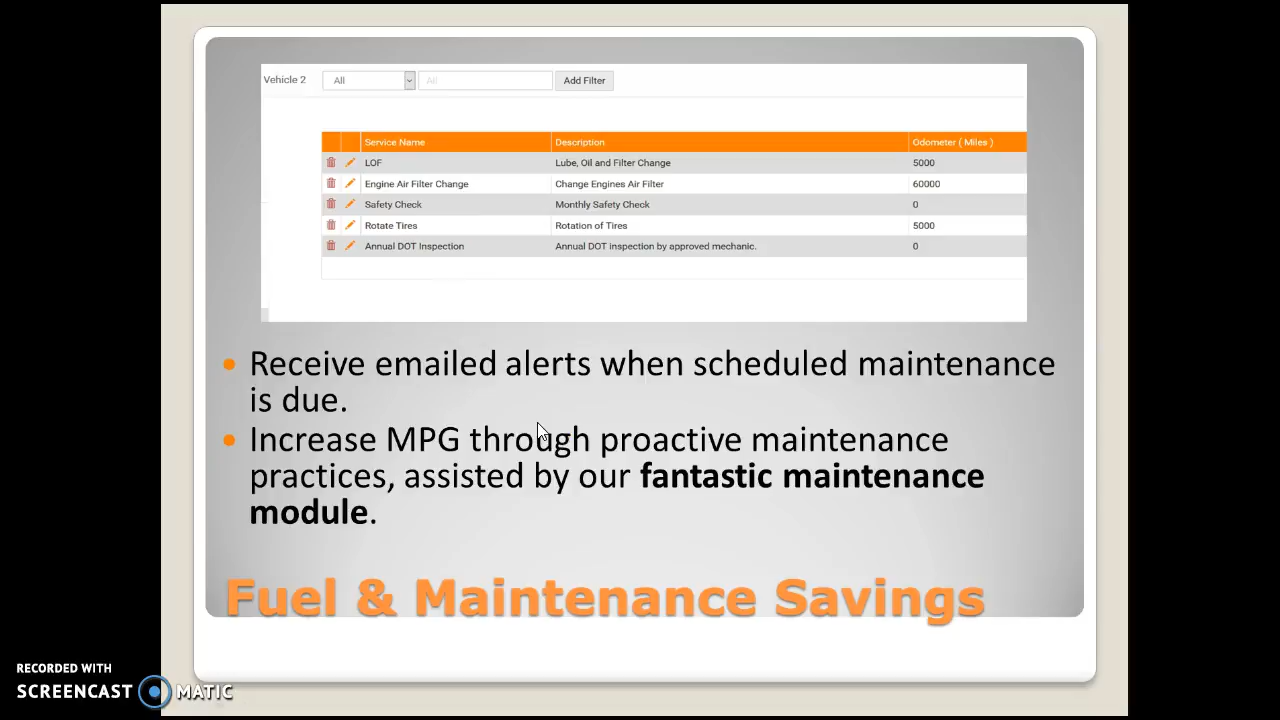 Vehicle 2 All All Add Filter
Service Name Description Odometer ( Miles )
LOF Lube, Oil and Filter Change 5000
Engine Air Filter Change Change Engines Air Filter 60000
Safety Check Monthly Safety Check 0
Rotate Tires Rotation of Tires 5000
Annual DOT Inspection Annual DOT inspection by approved mechanic. 0
• Receive emailed alerts when scheduled maintenance
is due.
• Increase MPG through proactive maintenance
practices, assisted by our fantastic maintenance
module.
Fuel & Maintenance Savings
RECORDED WITH
SCREENCAST MATIC